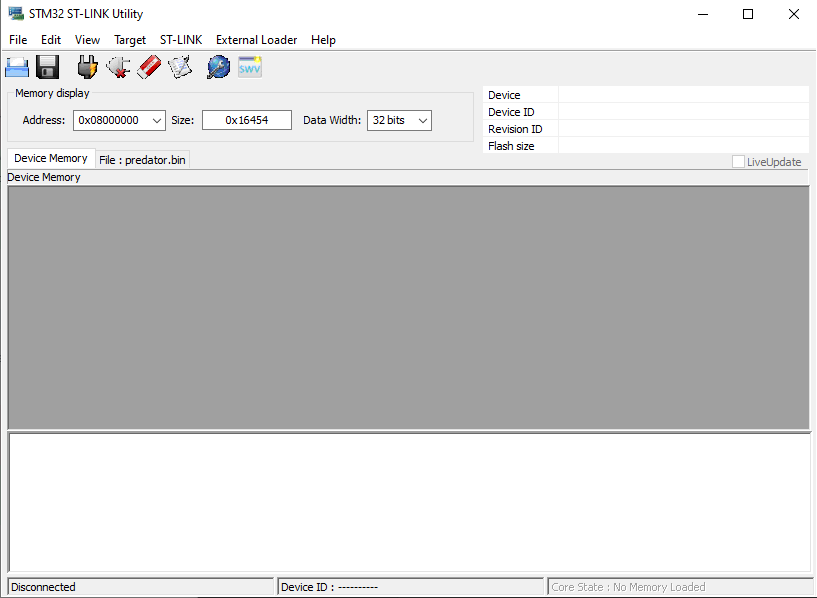 STM32 ST-LINK Utility
File Edit View Target ST-LINK External Loader Help
SWV
Memory display
Address: 0x08000000 Size: 0x16454 Data Width: 32 bits
Device
Device ID
Revision ID
Flash size
LiveUpdate
Device Memory File : predator.bin
Device Memory
Disconnected Device ID : ---------- Core State : No Memory Loaded